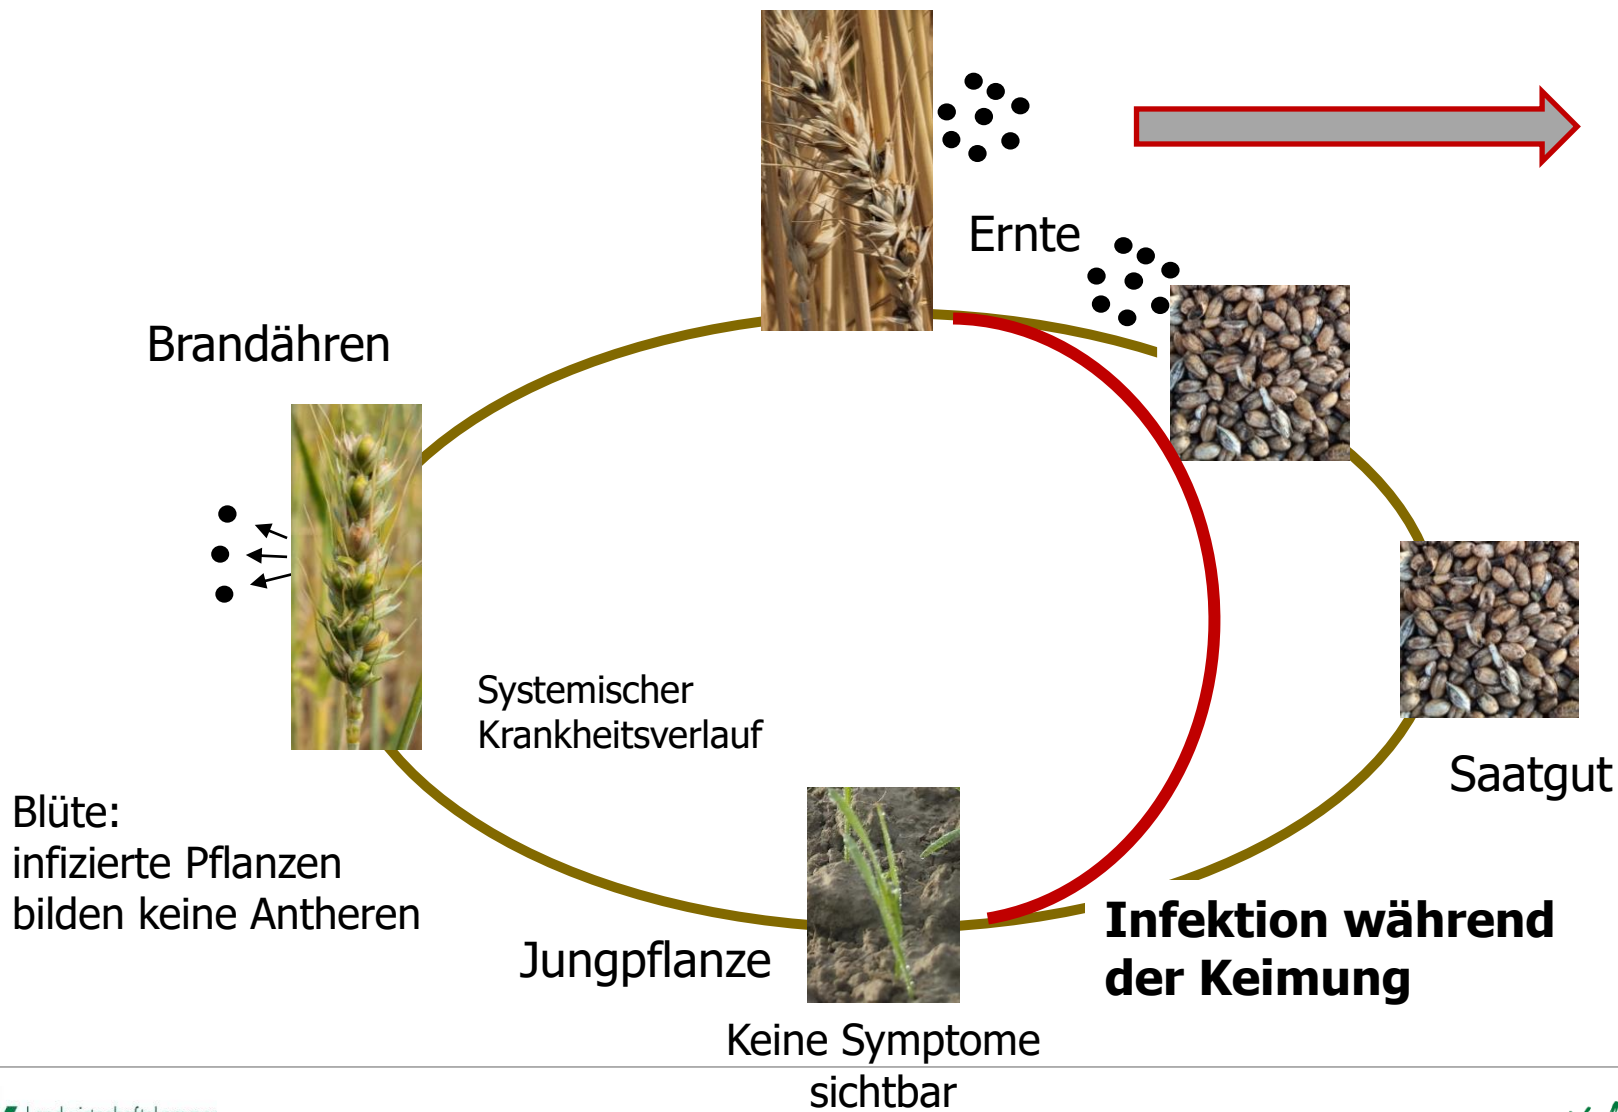 Ernte
Brandähren
Systemischer
Krankheitsverlauf
Saatgut
Blüte:
infizierte Pflanzen
bilden keine Antheren
Infektion während
der Keimung
Jungpflanze
Keine Symptome
sichtbar